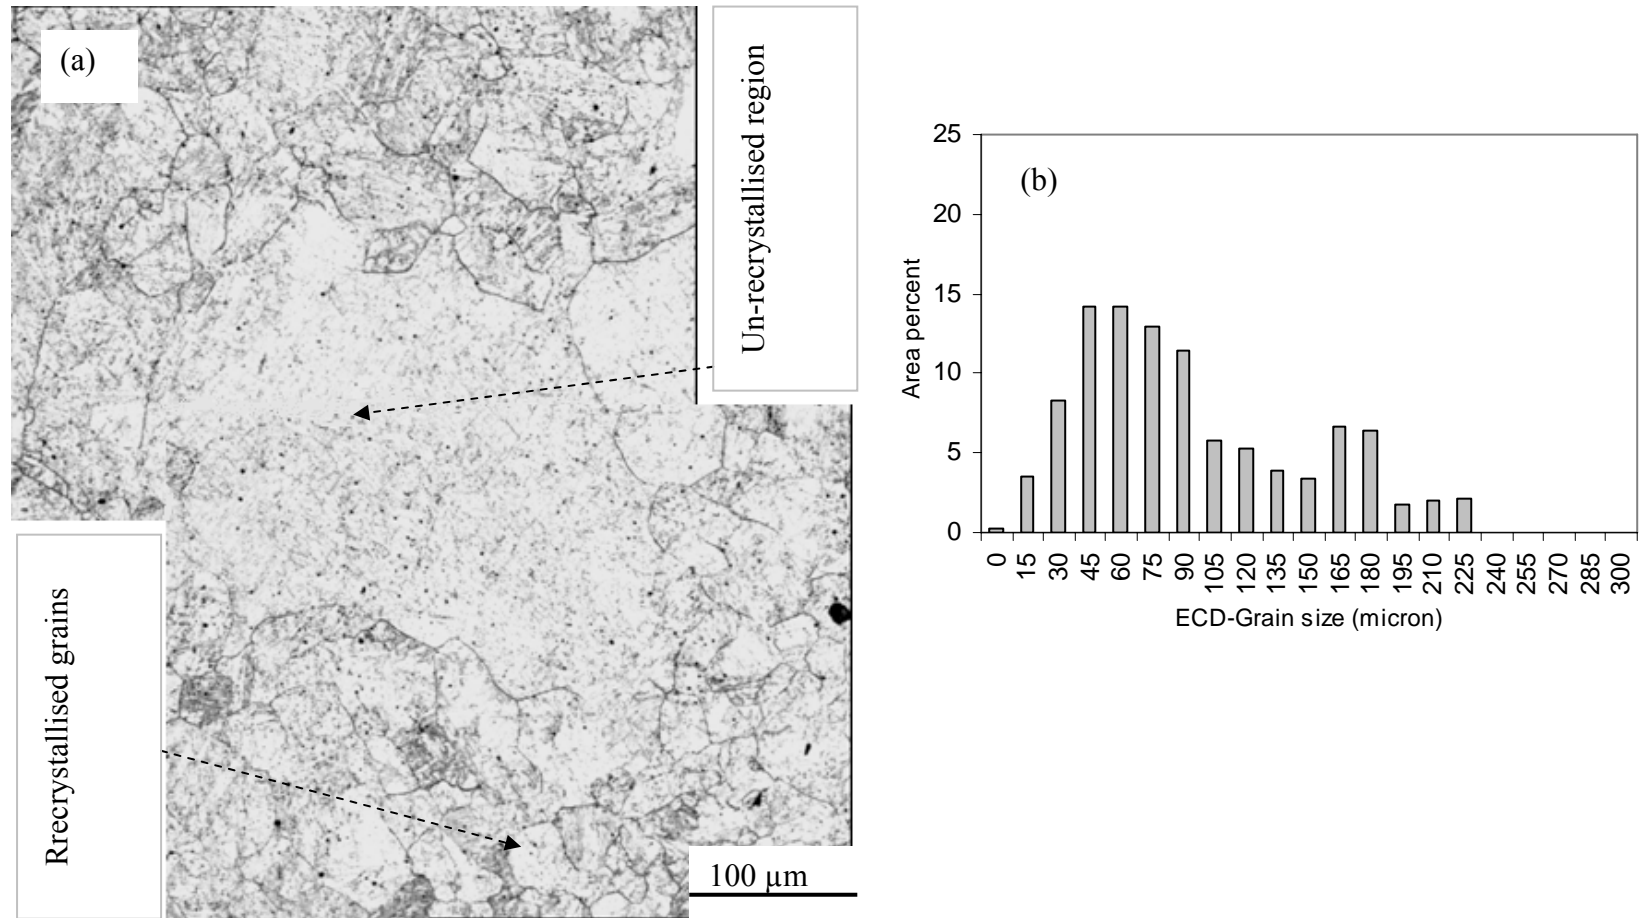 (a)
Un-recrystallised region
Rrecrystallised grains
100 µm
(b)
Area percent
25
20
15
10
5
0
0 15 30 45 60 75 90 105 120 135 150 165 180 195 210 225 240 255 270 285 300
ECD-Grain size (micron)